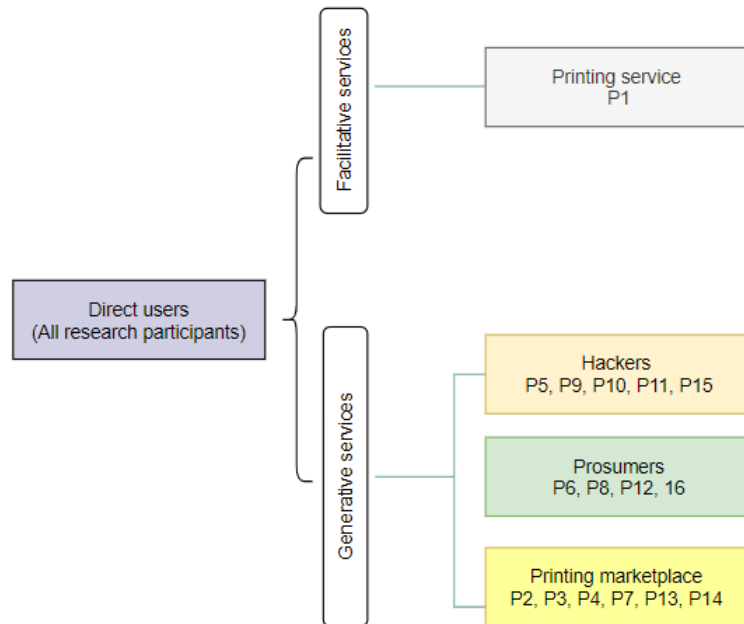 Facilitative services
Printing service
P1
Direct users
(All research participants)
Generative services
Hackers
P5, P9, P10, P11, P15
Prosumers
P6, P8, P12, 16
Printing marketplace
P2, P3, P4, P7, P13, P14